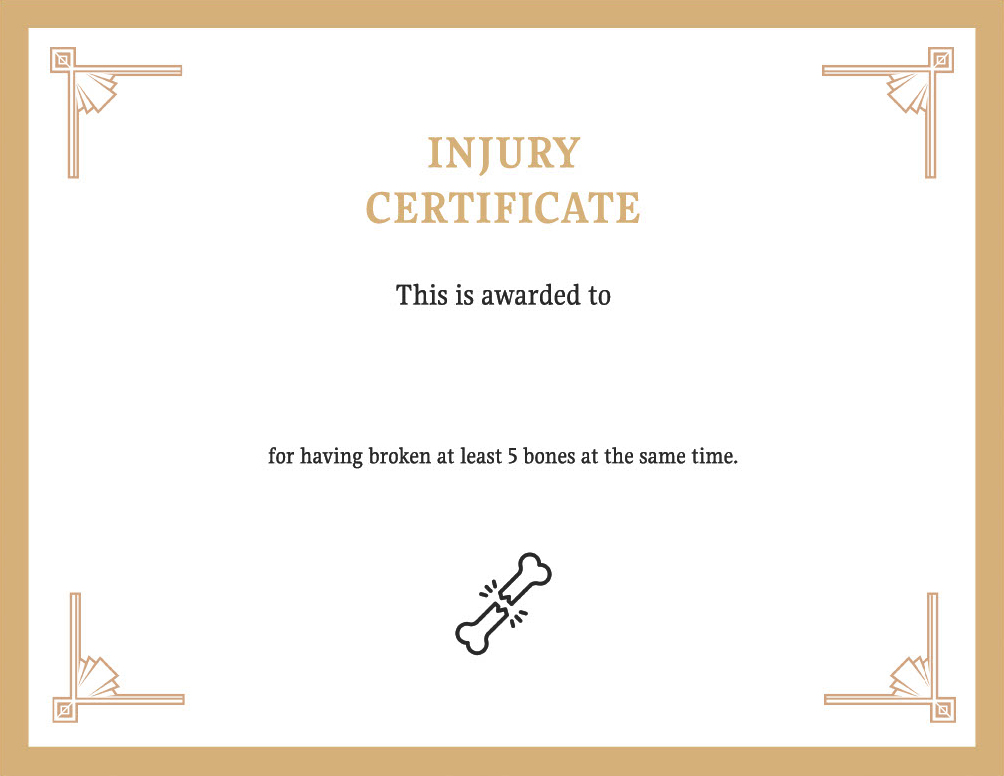 INJURY
CERTIFICATE
This is awarded to
for having broken at least 5 bones at the same time.